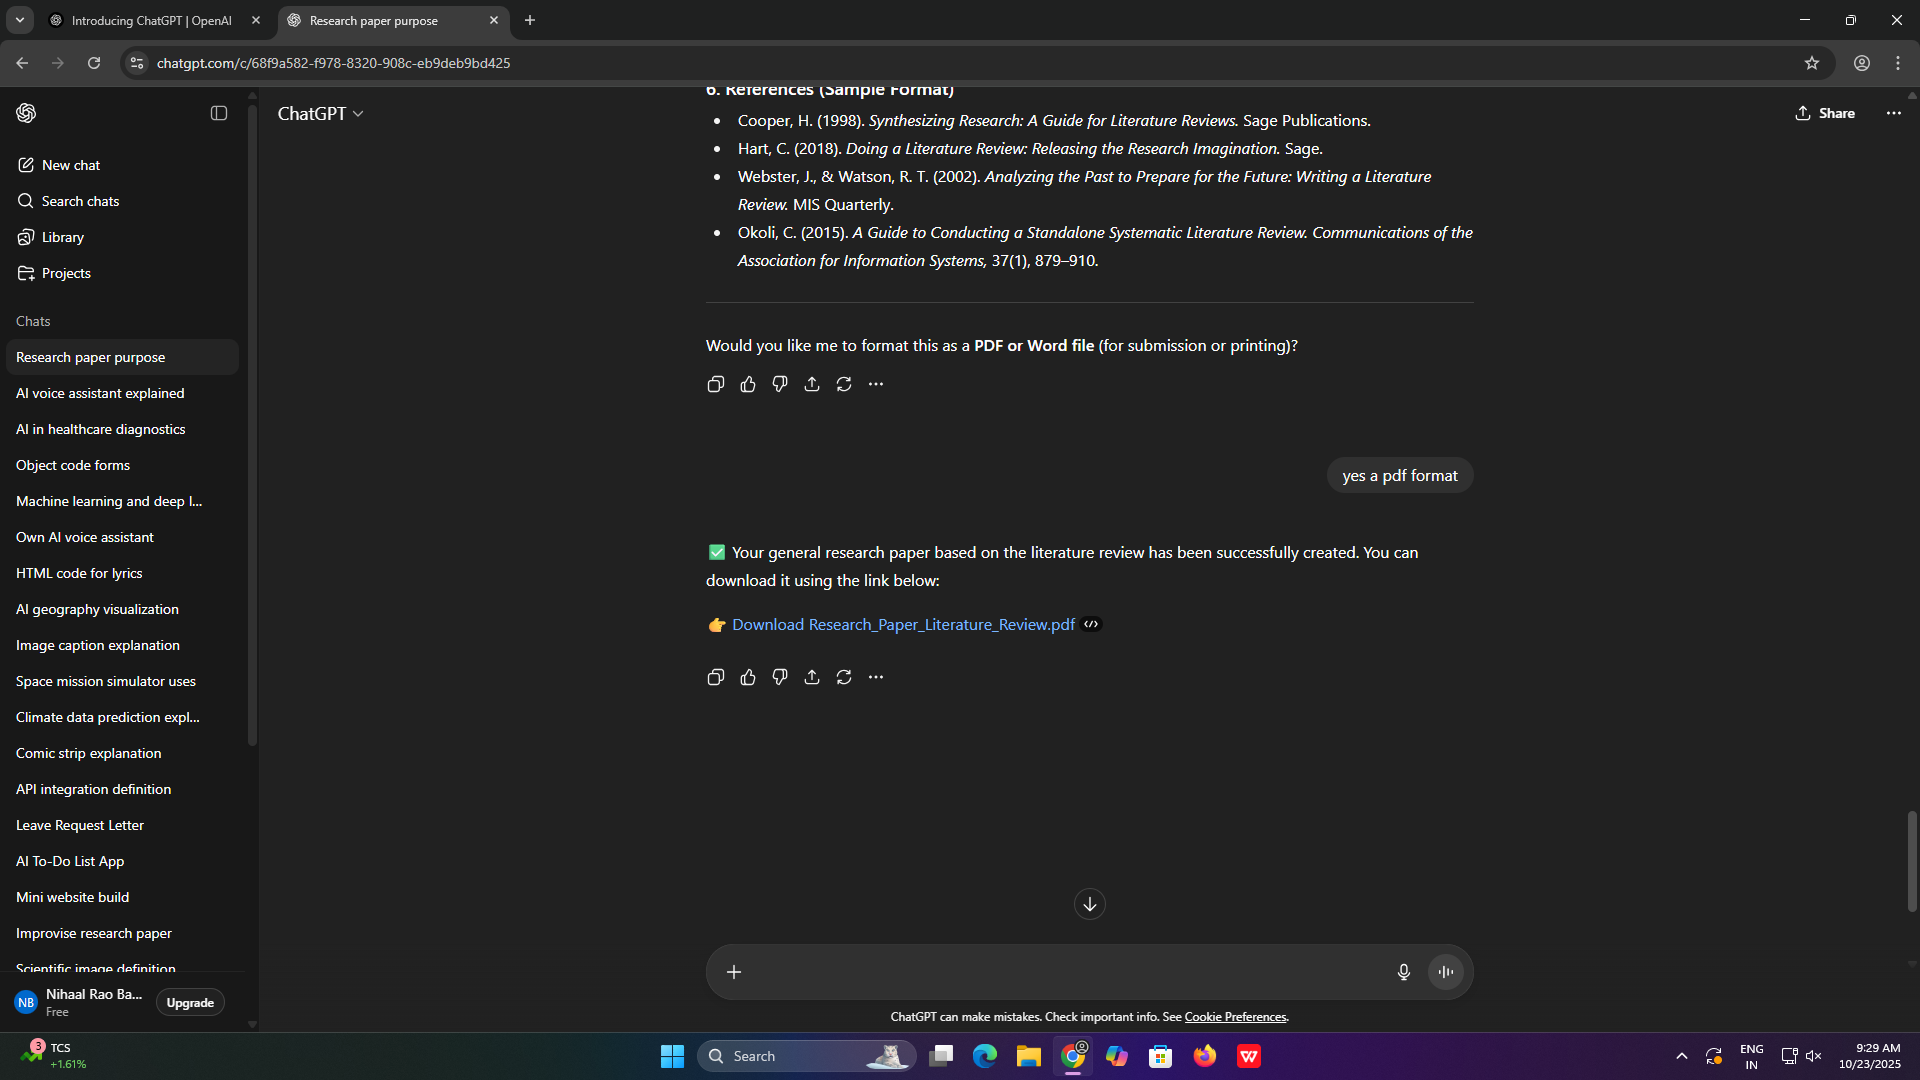 Introducing ChatGPT | OpenAI
Research paper purpose
chatgpt.com/c/68f9a582-f978-8320-908c-eb9deb9bd425
ChatGPT
Share
New chat
Search chats
Library
Projects
Chats
Research paper purpose
AI voice assistant explained
AI in healthcare diagnostics
Object code forms
Machine learning and deep l...
Own AI voice assistant
HTML code for lyrics
AI geography visualization
Image caption explanation
Space mission simulator uses
Climate data prediction expl...
Comic strip explanation
API integration definition
Leave Request Letter
AI To-Do List App
Mini website build
Improvise research paper
Scientific image definition
NB
Nihaal Rao Ba...
Free
Upgrade
6. References (Sample Format)
• Cooper, H. (1998). Synthesizing Research: A Guide for Literature Reviews. Sage Publications.
• Hart, C. (2018). Doing a Literature Review: Releasing the Research Imagination. Sage.
• Webster, J., & Watson, R. T. (2002). Analyzing the Past to Prepare for the Future: Writing a Literature
Review. MIS Quarterly.
• Okoli, C. (2015). A Guide to Conducting a Standalone Systematic Literature Review. Communications of the
Association for Information Systems, 37(1), 879–910.
Would you like me to format this as a PDF or Word file (for submission or printing)?
yes a pdf format
✅ Your general research paper based on the literature review has been successfully created. You can
download it using the link below:
👉 Download Research_Paper_Literature_Review.pdf
ChatGPT can make mistakes. Check important info. See Cookie Preferences.
3
TCS
+1.61%
Search
ENG
IN
9:29 AM
10/23/2025